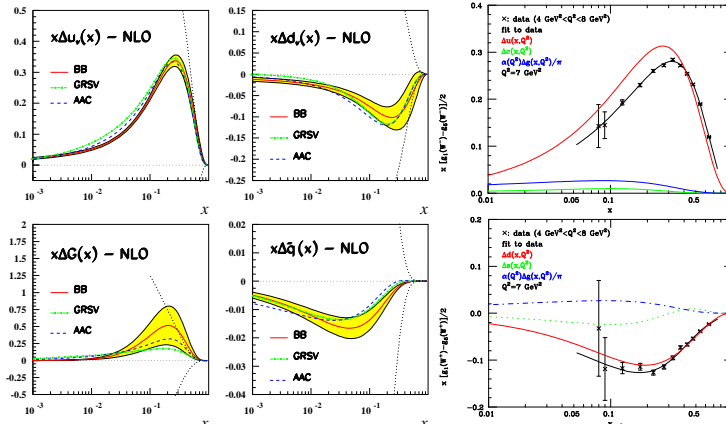 xΔuᵥ(x) – NLO
0.5
0.4
0.3
0.2
0.1
0
BB
GRSV
AAC
10⁻³ 10⁻² 10⁻¹
x
xΔdᵥ(x) – NLO
0.15
0.1
0.05
0
-0.05
-0.1
-0.15
-0.2
-0.25
BB
GRSV
AAC
10⁻³ 10⁻² 10⁻¹
x
x [g₁(W⁻)-g₅(W⁻)]/2
0.4
0.3
0.2
0.1
0.0
×: data (4 GeV²<Q²<8 GeV²)
fit to data
Δu(x,Q²)
Δc(x,Q²)
α(Q²)Δg(x,Q²)/π
Q²=7 GeV²
0.01 0.05 0.1 0.5
x
xΔG(x) – NLO
2
1.75
1.5
1.25
1
0.75
0.5
0.25
0
-0.25
-0.5
BB
GRSV
AAC
10⁻³ 10⁻² 10⁻¹
x
xΔq̄(x) – NLO
0.01
0
-0.01
-0.02
-0.03
-0.04
BB
GRSV
AAC
10⁻³ 10⁻² 10⁻¹
x
x [g₁(W⁺)-g₅(W⁺)]/2
0.2
0.1
0.0
-0.1
-0.2
×: data (4 GeV²<Q²<8 GeV²)
fit to data
Δd(x,Q²)
Δs(x,Q²)
α(Q²)Δg(x,Q²)/π
Q²=7 GeV²
0.01 0.05 0.1 0.5